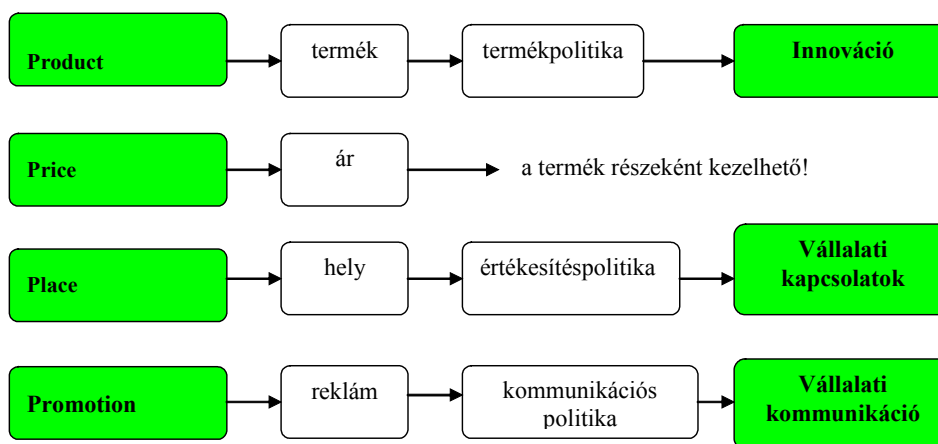 Product
termék
termékpolitika
Innováció
Price
ár
a termék részeként kezelhető!
Place
hely
értékesítéspolitika
Vállalati
kapcsolatok
Promotion
reklám
kommunikációs
politika
Vállalati
kommunikáció